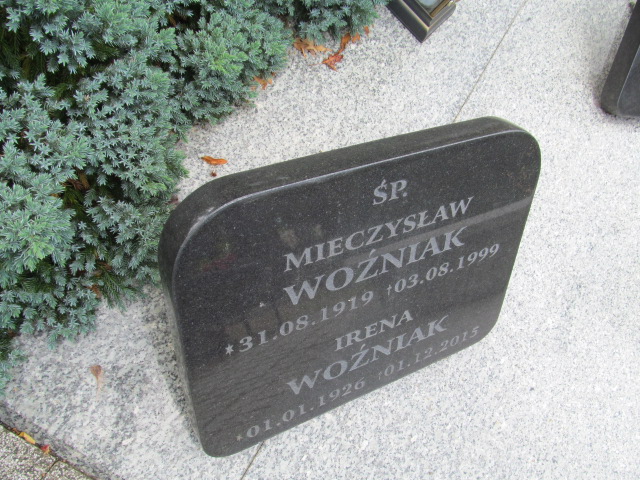 ŚP.
MIECZYSŁAW
WOŹNIAK
*31.08.1919 †03.08.1999
IRENA
WOŹNIAK
*01.01.1926 †01.12.2015